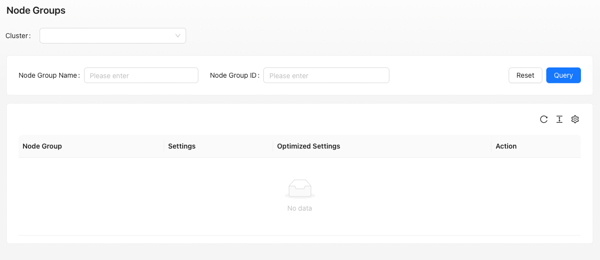 Node Groups
Cluster:
Node Group Name: Please enter Node Group ID: Please enter Reset Query
Node Group Settings Optimized Settings Action
No data